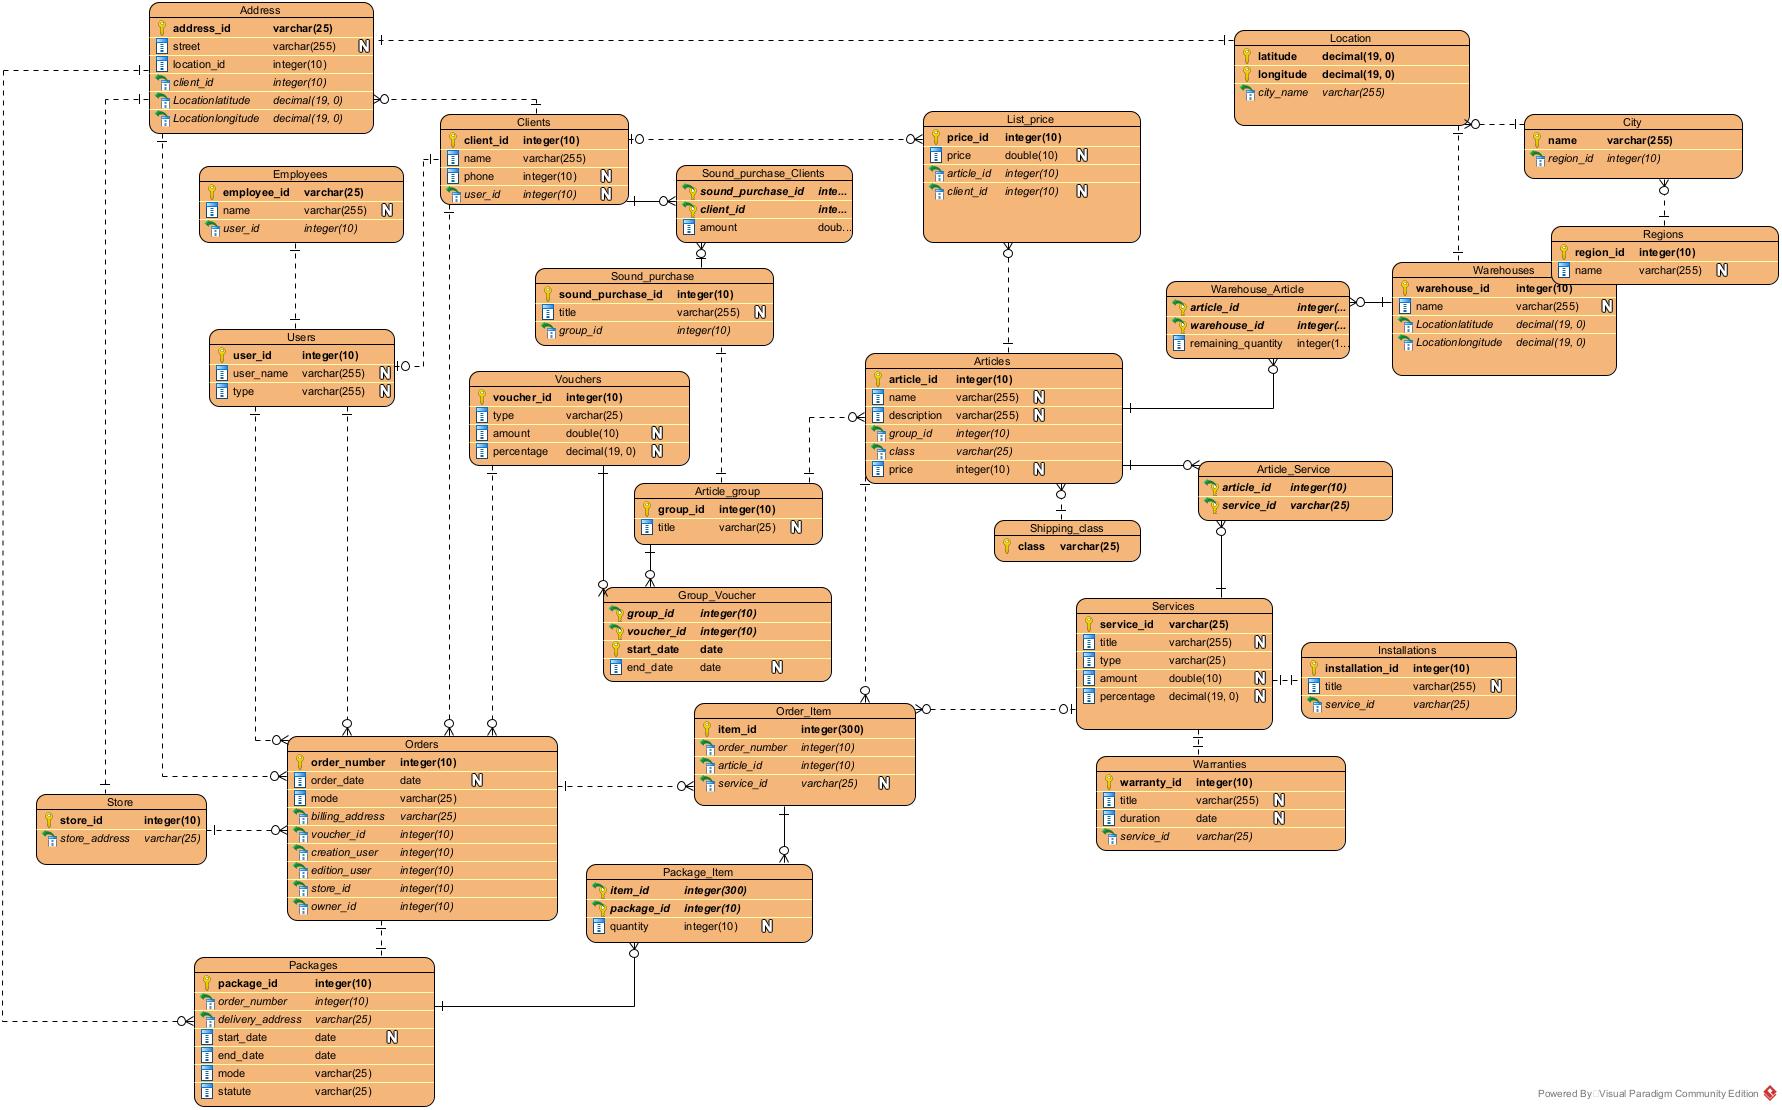 Address
address_id varchar(25)
street varchar(255) N
location_id integer(10)
client_id integer(10)
Locationlatitude decimal(19, 0)
Locationlongitude decimal(19, 0)
Location
latitude decimal(19, 0)
longitude decimal(19, 0)
city_name varchar(255)
City
name varchar(255)
region_id integer(10)
Clients
client_id integer(10)
name varchar(255)
phone integer(10) N
user_id integer(10) N
List_price
price_id integer(10)
price double(10) N
article_id integer(10)
client_id integer(10) N
Employees
employee_id varchar(25)
name varchar(255) N
user_id integer(10)
Sound_purchase_Clients
sound_purchase_id inte...
client_id inte...
amount doub...
Regions
region_id integer(10)
name varchar(255) N
Sound_purchase
sound_purchase_id integer(10)
title varchar(255) N
group_id integer(10)
Warehouse_Article
article_id integer(...
warehouse_id integer(...
remaining_quantity integer(1...
Warehouses
warehouse_id integer(10)
name varchar(255) N
Locationlatitude decimal(19, 0)
Locationlongitude decimal(19, 0)
Users
user_id integer(10)
user_name varchar(255) N
type varchar(255) N
Vouchers
voucher_id integer(10)
type varchar(25)
amount double(10) N
percentage decimal(19, 0) N
Articles
article_id integer(10)
name varchar(255) N
description varchar(255) N
group_id integer(10)
class varchar(25)
price integer(10) N
Article_group
group_id integer(10)
title varchar(25) N
Article_Service
article_id integer(10)
service_id varchar(25)
Shipping_class
class varchar(25)
Group_Voucher
group_id integer(10)
voucher_id integer(10)
start_date date
end_date date N
Services
service_id varchar(25)
title varchar(255) N
type varchar(25)
amount double(10) N
percentage decimal(19, 0) N
Installations
installation_id integer(10)
title varchar(255) N
service_id varchar(25)
Order_Item
item_id integer(300)
order_number integer(10)
article_id integer(10)
service_id varchar(25) N
Orders
order_number integer(10)
order_date date N
mode varchar(25)
billing_address varchar(25)
voucher_id integer(10)
creation_user integer(10)
edition_user integer(10)
store_id integer(10)
owner_id integer(10)
Warranties
warranty_id integer(10)
title varchar(255) N
duration date N
service_id varchar(25)
Store
store_id integer(10)
store_address varchar(25)
Package_Item
item_id integer(300)
package_id integer(10)
quantity integer(10) N
Packages
package_id integer(10)
order_number integer(10)
delivery_address varchar(25)
start_date date N
end_date date
mode varchar(25)
statute varchar(25)
Powered By Visual Paradigm Community Edition